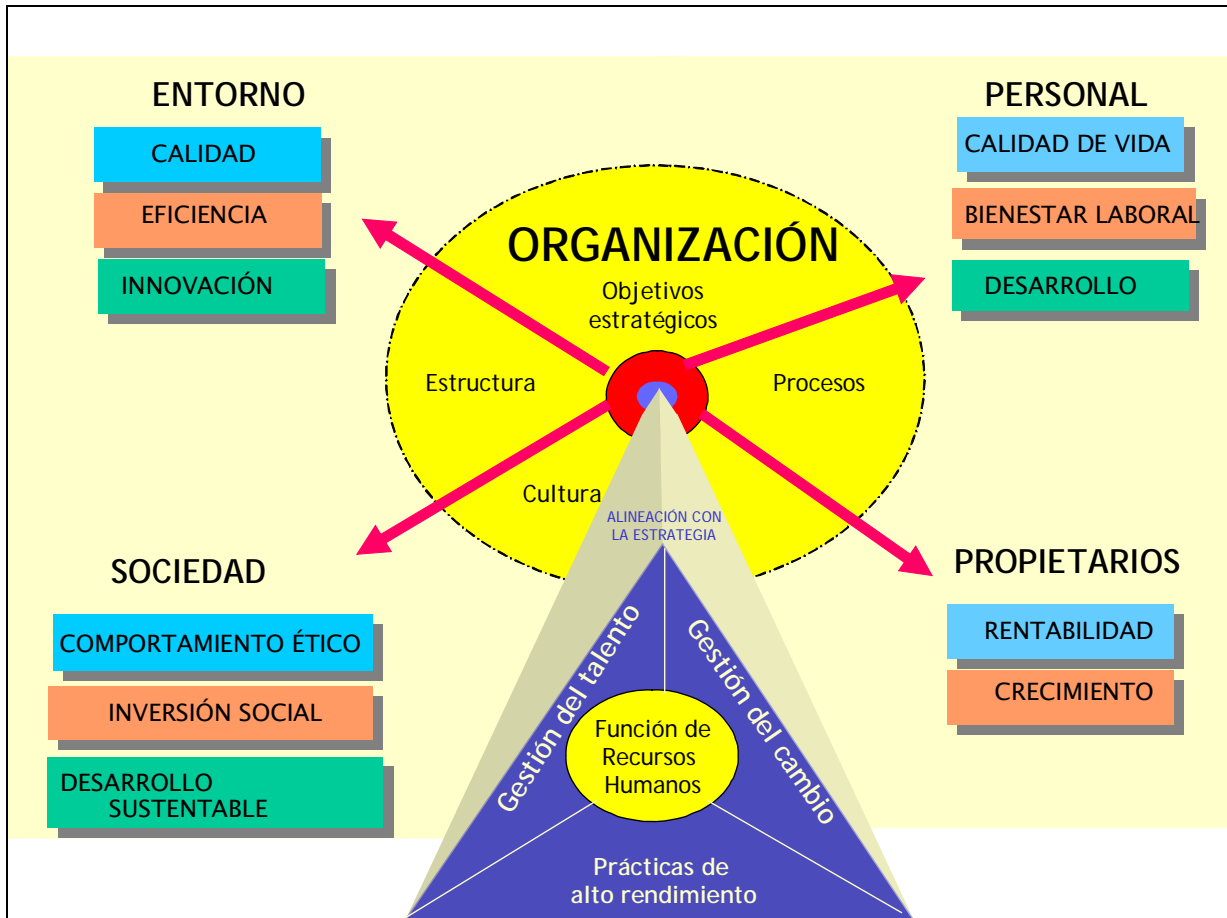 ENTORNO
CALIDAD
EFICIENCIA
INNOVACIÓN
PERSONAL
CALIDAD DE VIDA
BIENESTAR LABORAL
DESARROLLO
ORGANIZACIÓN
Objetivos
estratégicos
Estructura
Procesos
Cultura
ALINEACIÓN CON
LA ESTRATEGIA
SOCIEDAD
COMPORTAMIENTO ÉTICO
INVERSIÓN SOCIAL
DESARROLLO
SUSTENTABLE
PROPIETARIOS
RENTABILIDAD
CRECIMIENTO
Gestión del talento
Gestión del cambio
Función de
Recursos
Humanos
Prácticas de
alto rendimiento